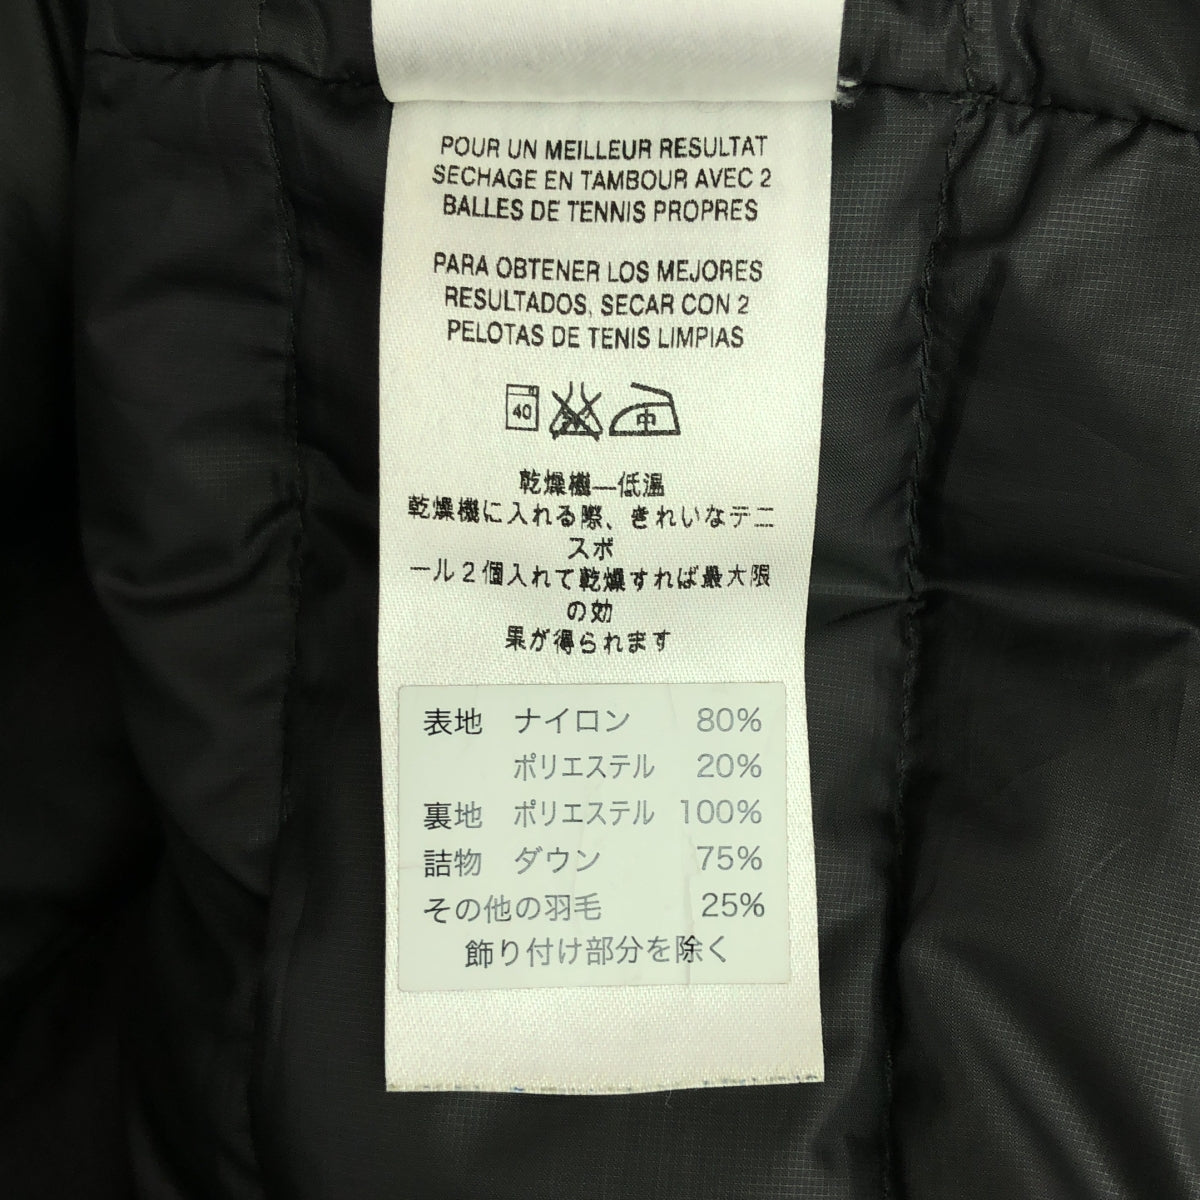 POUR UN MEILLEUR RESULTAT
SECHAGE EN TAMBOUR AVEC 2
BALLES DE TENNIS PROPRES
PARA OBTENER LOS MEJORES
RESULTADOS, SECAR CON 2
PELOTAS DE TENIS LIMPIAS
40 中
乾燥機—低温
乾燥機に入れる際、きれいなテニ
スボ
ール2個入れて乾燥すれば最大限
の効
果が得られます
表地 ナイロン 80%
ポリエステル 20%
裏地 ポリエステル 100%
詰物 ダウン 75%
その他の羽毛 25%
飾り付け部分を除く